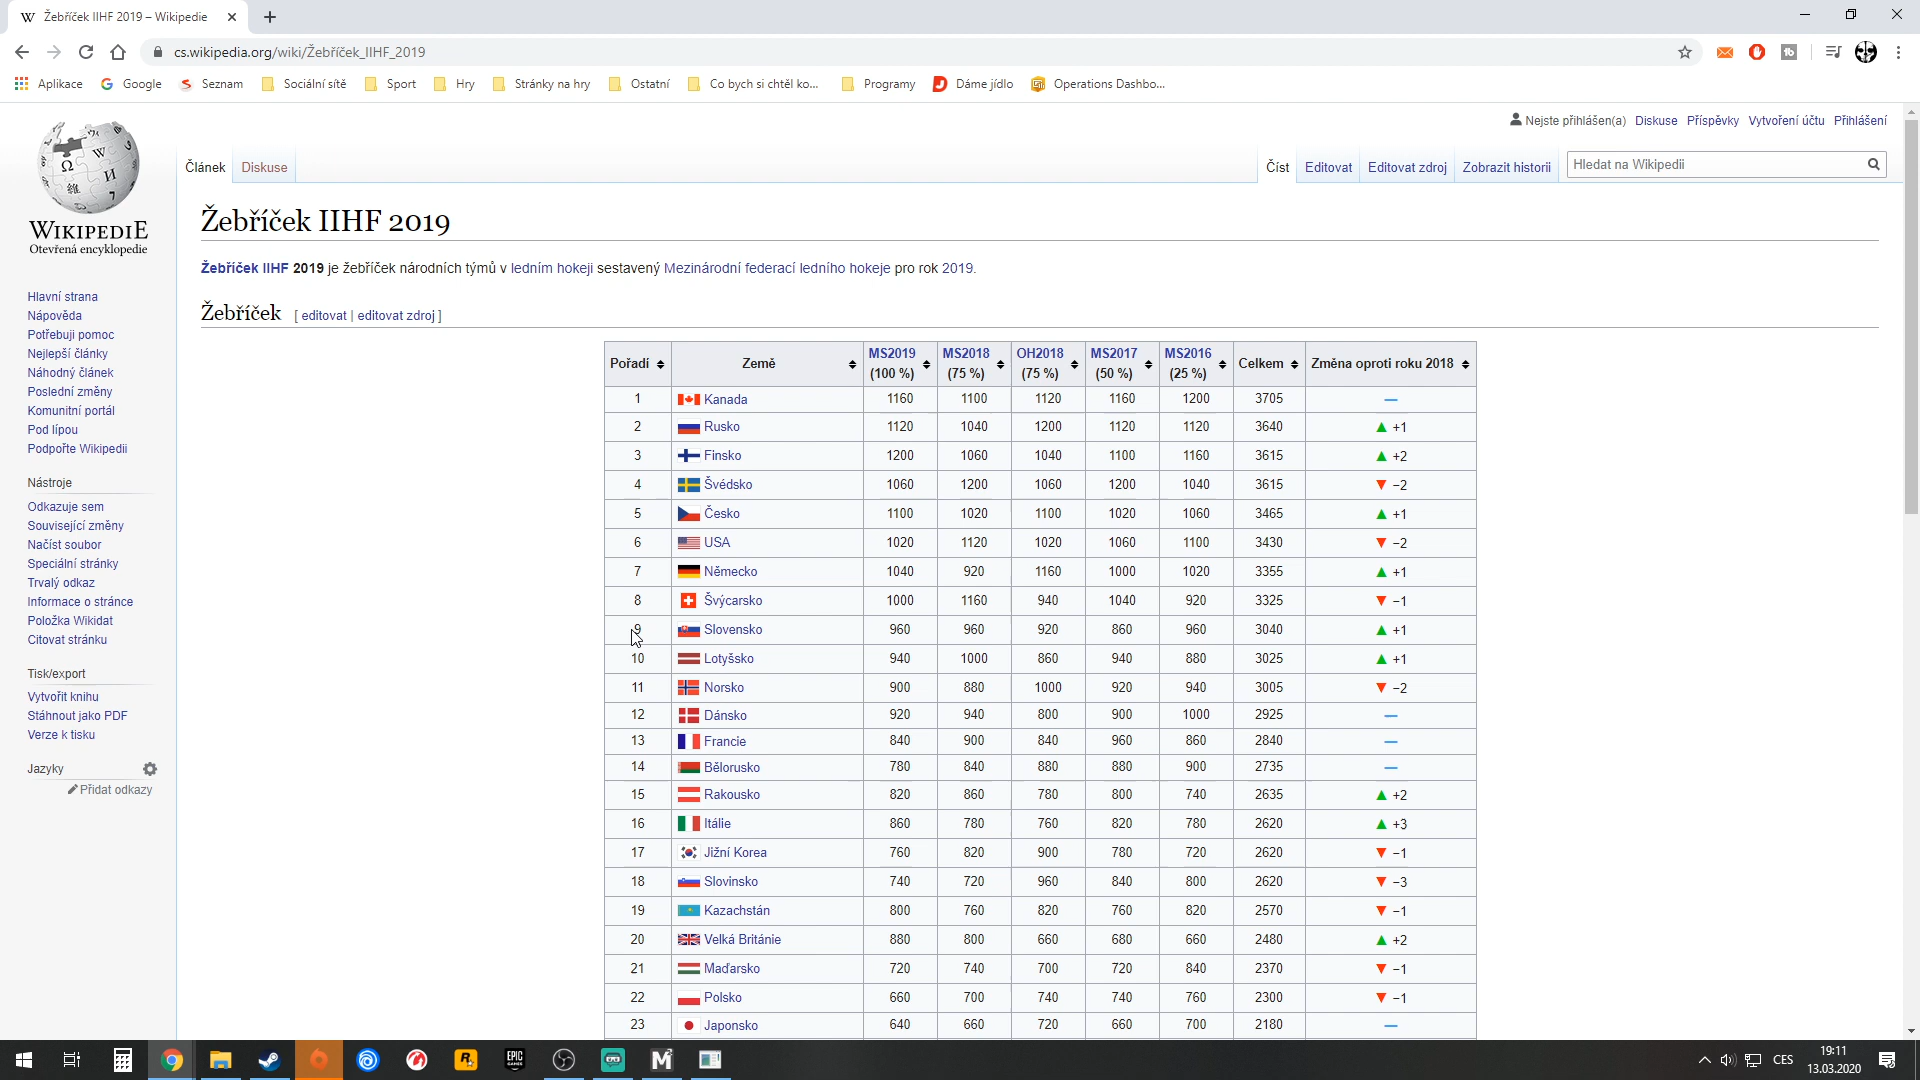 Žebříček IIHF 2019 – Wikipedie
cs.wikipedia.org/wiki/Žebříček_IIHF_2019
Aplikace Google Seznam Sociální sítě Sport Hry Stránky na hry Ostatní Co bych si chtěl ko... Programy Dáme jídlo Operations Dashbo...
Nejste přihlášen(a) Diskuse Příspěvky Vytvoření účtu Přihlášení
Článek Diskuse Číst Editovat Editovat zdroj Zobrazit historii Hledat na Wikipedii
WIKIPEDIE
Otevřená encyklopedie
Hlavní strana
Nápověda
Potřebuji pomoc
Nejlepší články
Náhodný článek
Poslední změny
Komunitní portál
Pod lípou
Podpořte Wikipedii
Nástroje
Odkazuje sem
Související změny
Načíst soubor
Speciální stránky
Trvalý odkaz
Informace o stránce
Položka Wikidat
Citovat stránku
Tisk/export
Vytvořit knihu
Stáhnout jako PDF
Verze k tisku
Jazyky
Přidat odkazy
Žebříček IIHF 2019
Žebříček IIHF 2019 je žebříček národních týmů v ledním hokeji sestavený Mezinárodní federací ledního hokeje pro rok 2019.
Žebříček [ editovat | editovat zdroj ]
Pořadí Země MS2019 (100 %) MS2018 (75 %) OH2018 (75 %) MS2017 (50 %) MS2016 (25 %) Celkem Změna oproti roku 2018
1 Kanada 1160 1100 1120 1160 1200 3705 —
2 Rusko 1120 1040 1200 1120 1120 3640 ▲ +1
3 Finsko 1200 1060 1040 1100 1160 3615 ▲ +2
4 Švédsko 1060 1200 1060 1200 1040 3615 ▼ −2
5 Česko 1100 1020 1100 1020 1060 3465 ▲ +1
6 USA 1020 1120 1020 1060 1100 3430 ▼ −2
7 Německo 1040 920 1160 1000 1020 3355 ▲ +1
8 Švýcarsko 1000 1160 940 1040 920 3325 ▼ −1
9 Slovensko 960 960 920 860 960 3040 ▲ +1
10 Lotyšsko 940 1000 860 940 880 3025 ▲ +1
11 Norsko 900 880 1000 920 940 3005 ▼ −2
12 Dánsko 920 940 800 900 1000 2925 —
13 Francie 840 900 840 960 860 2840 —
14 Bělorusko 780 840 880 880 900 2735 —
15 Rakousko 820 860 780 800 740 2635 ▲ +2
16 Itálie 860 780 760 820 780 2620 ▲ +3
17 Jižní Korea 760 820 900 780 720 2620 ▼ −1
18 Slovinsko 740 720 960 840 800 2620 ▼ −3
19 Kazachstán 800 760 820 760 820 2570 ▼ −1
20 Velká Británie 880 800 660 680 660 2480 ▲ +2
21 Maďarsko 720 740 700 720 840 2370 ▼ −1
22 Polsko 660 700 740 740 760 2300 ▼ −1
23 Japonsko 640 660 720 660 700 2180 —
EPIC GAMES
CES
19:11
13.03.2020